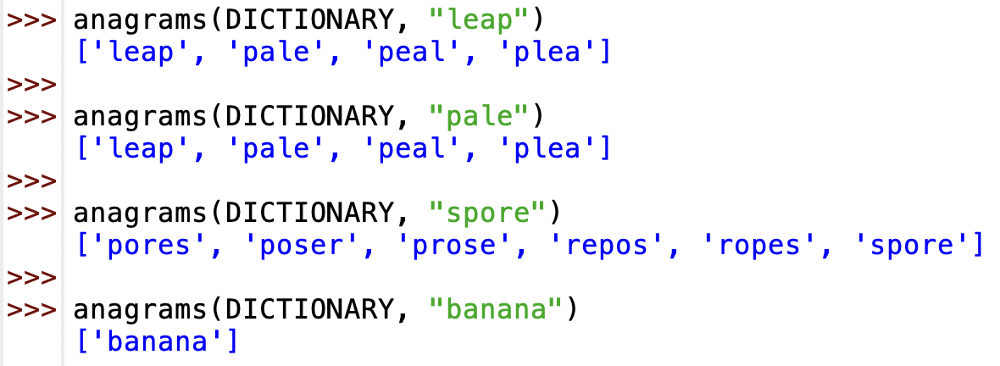 >>> anagrams(DICTIONARY, "leap")
['leap', 'pale', 'peal', 'plea']
>>>
>>> anagrams(DICTIONARY, "pale")
['leap', 'pale', 'peal', 'plea']
>>>
>>> anagrams(DICTIONARY, "spore")
['pores', 'poser', 'prose', 'repos', 'ropes', 'spore']
>>>
>>> anagrams(DICTIONARY, "banana")
['banana']